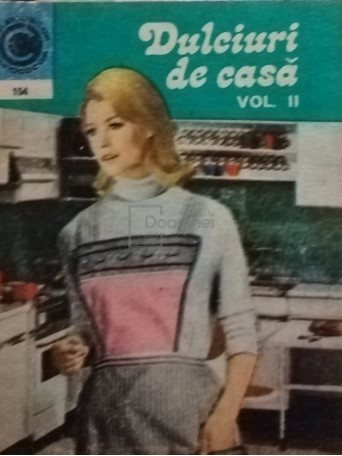 Dulciuri
de casă
VOL. II
154